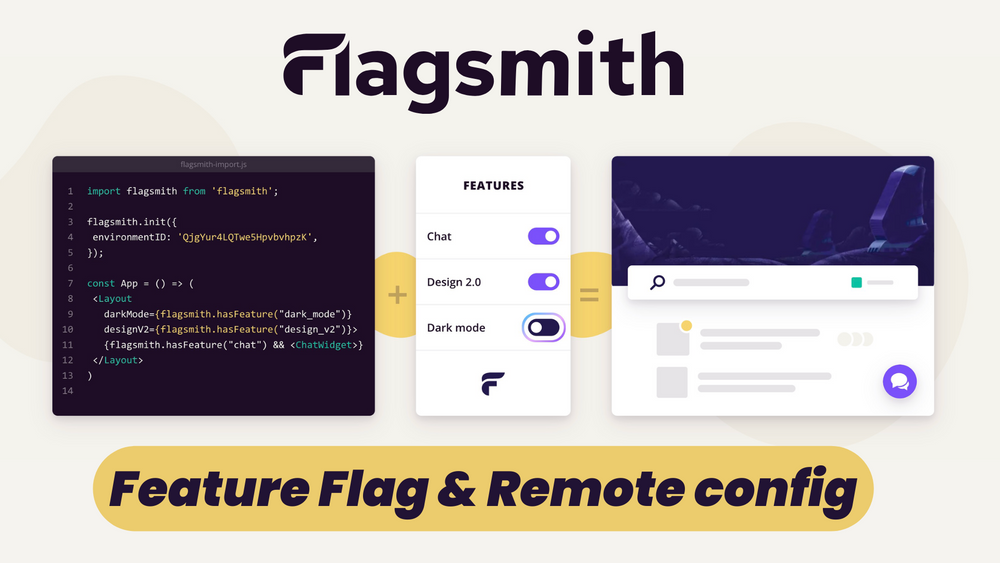 Flagsmith
flagsmith-import.js
1 import flagsmith from 'flagsmith';
2
3 flagsmith.init({
4 environmentID: 'QjgYur4LQTwe5HpvbvhpzK',
5 });
6
7 const App = () => (
8 <Layout
9 darkMode={flagsmith.hasFeature("dark_mode")}
10 designV2={flagsmith.hasFeature("design_v2")}>
11 {flagsmith.hasFeature("chat") && <ChatWidget>}
12 </Layout>
13 )
14
+
FEATURES
Chat
Design 2.0
Dark mode
=
Feature Flag & Remote config